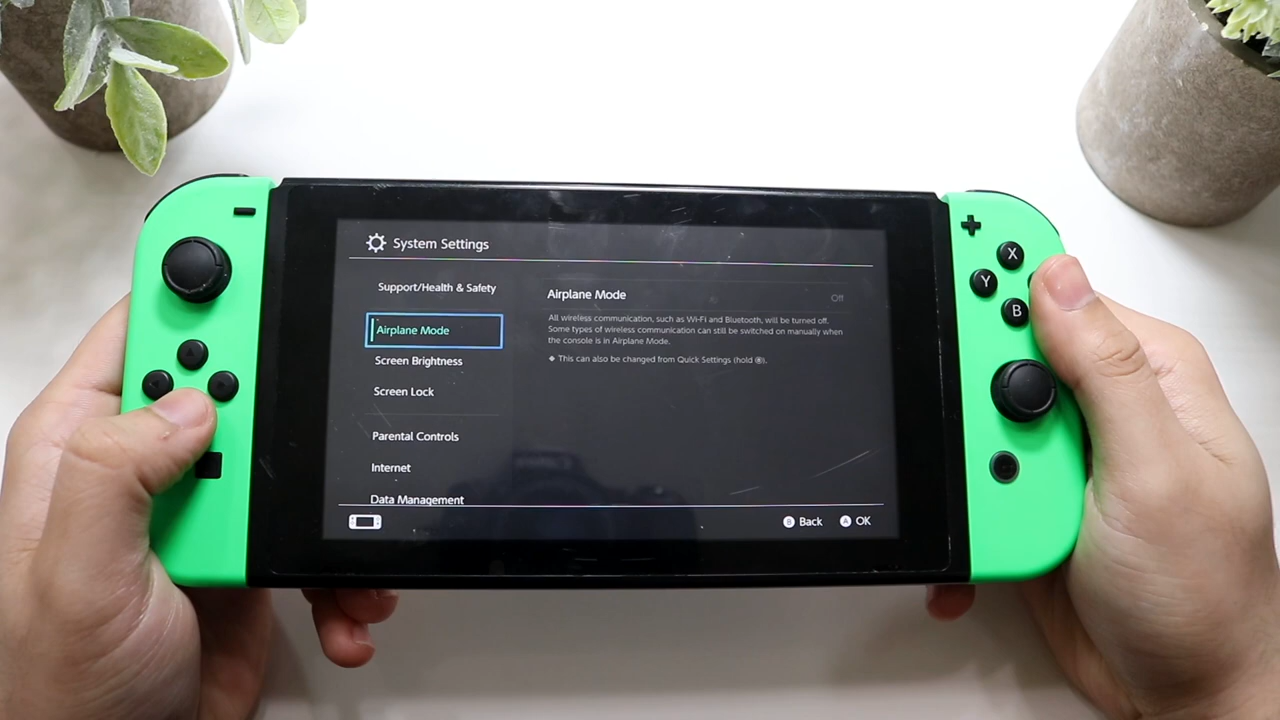 System Settings
Support/Health & Safety
Airplane Mode
Screen Brightness
Screen Lock
Parental Controls
Internet
Data Management
Airplane Mode Off
All wireless communication, such as Wi-Fi and Bluetooth, will be turned off.
Some types of wireless communication can still be switched on manually when
the console is in Airplane Mode.
◆ This can also be changed from Quick Settings (hold ).
B Back A OK
X
Y
B